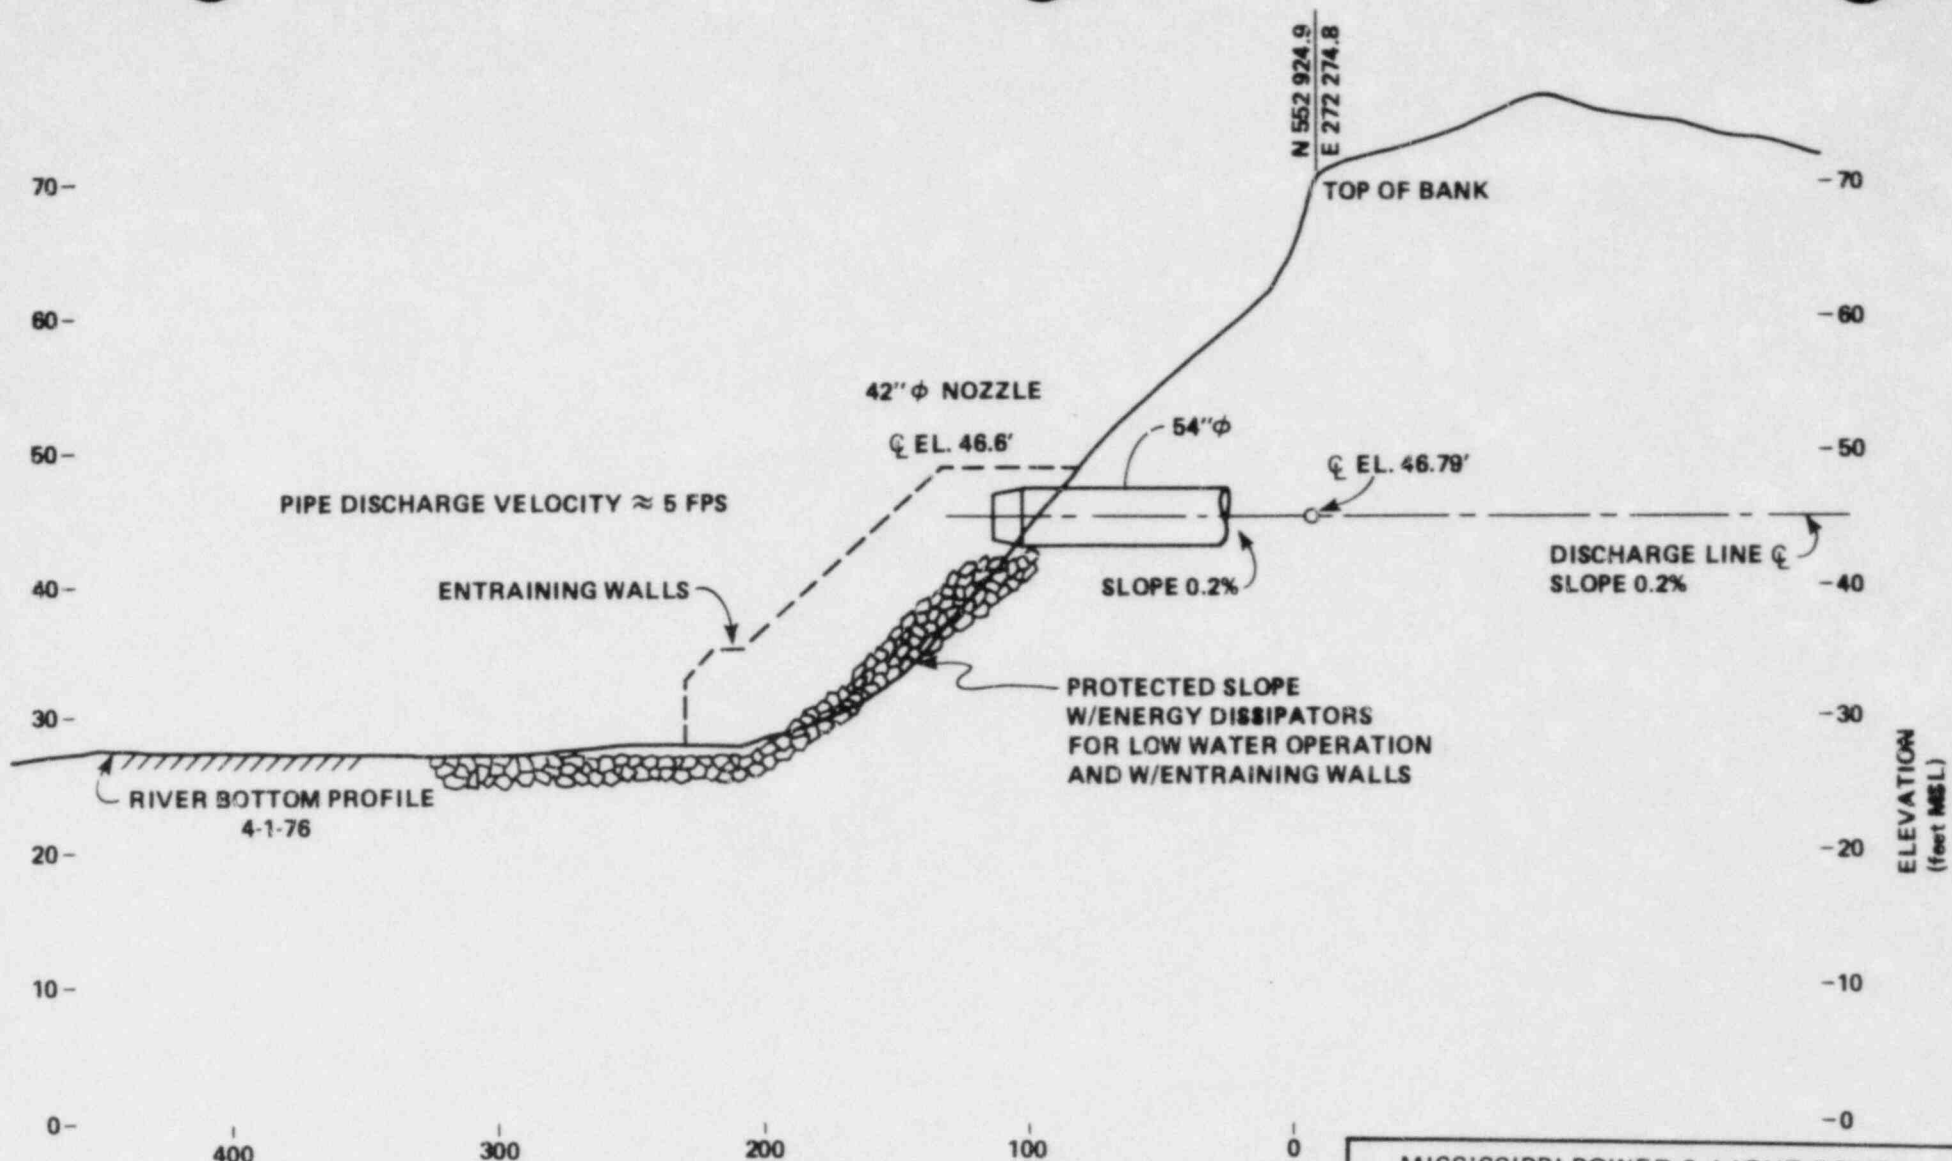 N 552 924.9
E 272 274.8
70
70
TOP OF BANK
60
60
42"ϕ NOZZLE
℄ EL. 46.6'
54"ϕ
50
50
℄ EL. 46.79'
PIPE DISCHARGE VELOCITY ≈ 5 FPS
ENTRAINING WALLS
SLOPE 0.2%
DISCHARGE LINE ℄
SLOPE 0.2%
40
40
PROTECTED SLOPE
W/ENERGY DISSIPATORS
FOR LOW WATER OPERATION
AND W/ENTRAINING WALLS
30
30
RIVER BOTTOM PROFILE
4-1-76
ELEVATION
(feet MSL)
20
20
10
10
0
0
400
300
200
100
0
MISSISSIPPI POWER & LIGHT